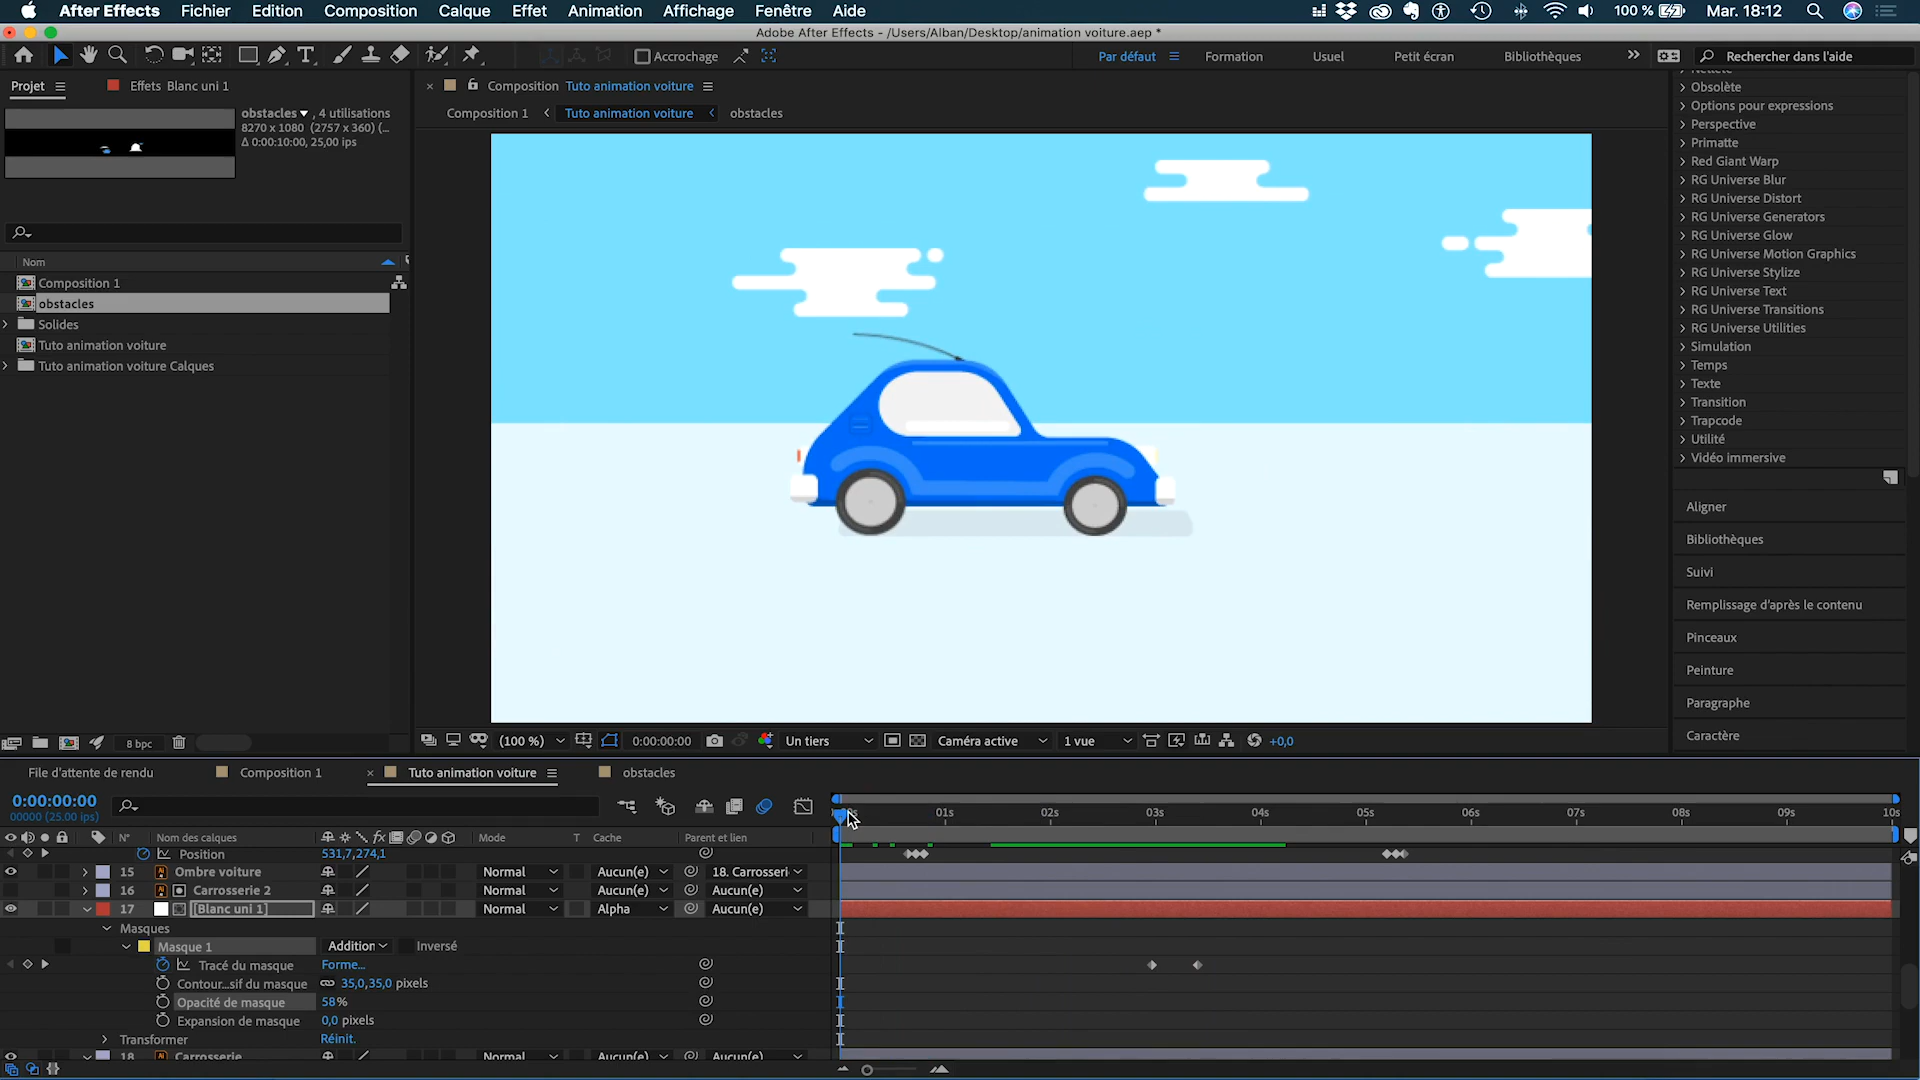 After Effects Fichier Edition Composition Calque Effet Animation Affichage Fenêtre Aide 100 % Mar. 18:12
Adobe After Effects - /Users/Alban/Desktop/animation voiture.aep *
Accrochage Par défaut Formation Usuel Petit écran Bibliothèques Rechercher dans l'aide
Projet Effets Blanc uni 1
obstacles , 4 utilisations
8270 x 1080 (2757 x 360) (...
Δ 0:00:10:00, 25,00 ips
Nom
Composition 1
obstacles
Solides
Tuto animation voiture
Tuto animation voiture Calques
8 bpc
Composition Tuto animation voiture
Composition 1 Tuto animation voiture obstacles
(100 %) 0:00:00:00 Un tiers Caméra active 1 vue +0,0
Netteté
Obsolète
Options pour expressions
Perspective
Primatte
Red Giant Warp
RG Universe Blur
RG Universe Distort
RG Universe Generators
RG Universe Glow
RG Universe Motion Graphics
RG Universe Stylize
RG Universe Text
RG Universe Transitions
RG Universe Utilities
Simulation
Temps
Texte
Transition
Trapcode
Utilité
Vidéo immersive
Aligner
Bibliothèques
Suivi
Remplissage d'après le contenu
Pinceaux
Peinture
Paragraphe
Caractère
File d'attente de rendu Composition 1 Tuto animation voiture obstacles
0:00:00:00
00000 (25.00 ips)
01s 02s 03s 04s 05s 06s 07s 08s 09s 10s
N° Nom des calques Mode T Cache Parent et lien
Position 531,7,274,1
15 Ombre voiture Normal Aucun(e) 18. Carrosseri
16 Carrosserie 2 Normal Aucun(e) Aucun(e)
17 [Blanc uni 1] Normal Alpha Aucun(e)
Masques
Masque 1 Addition Inversé
Tracé du masque Forme...
Contour...sif du masque 35,0,35,0 pixels
Opacité de masque 58%
Expansion de masque 0,0 pixels
Transformer Réinit.
18 Carrosserie Normal Aucun(e) Aucun(e)